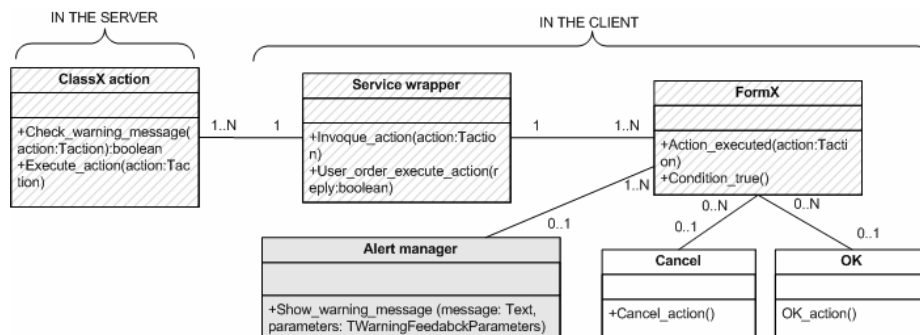 IN THE SERVER
IN THE CLIENT
ClassX action
+Check_warning_message(
action:Taction):boolean
+Execute_action(action:Tac
tion)
1..N
1
Service wrapper
+Invoque_action(action:Tactio
n)
+User_order_execute_action(r
eply:boolean)
1
1..N
FormX
+Action_executed(action:Tacti
on)
+Condition_true()
1..N
0..1
0..N
0..1
0..N
0..1
Alert manager
+Show_warning_message (message: Text,
parameters: TWarningFeedabckParameters)
Cancel
+Cancel_action()
OK
OK_action()